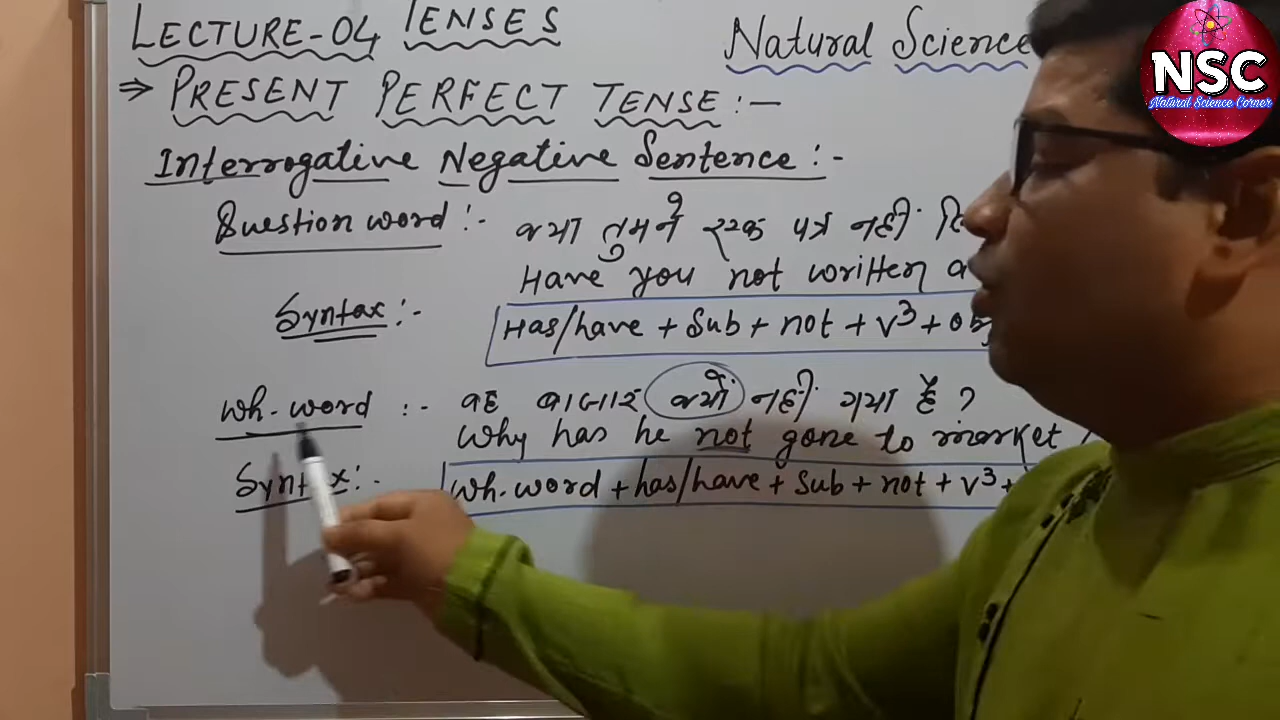 LECTURE-04 TENSES
Natural Science
NSC
Natural Science Corner
⇒ PRESENT PERFECT TENSE :-
Interrogative Negative Sentence :-
Question word :- क्या तुमने एक पत्र नहीं
Have you not written a
Syntax :- Has/have + Sub + not + v³ + obj
Wh-word :- वह बाजार क्यों नहीं गया है ?
Why has he not gone to market
Syntax :- Wh-word + has/have + Sub + not + v³ +